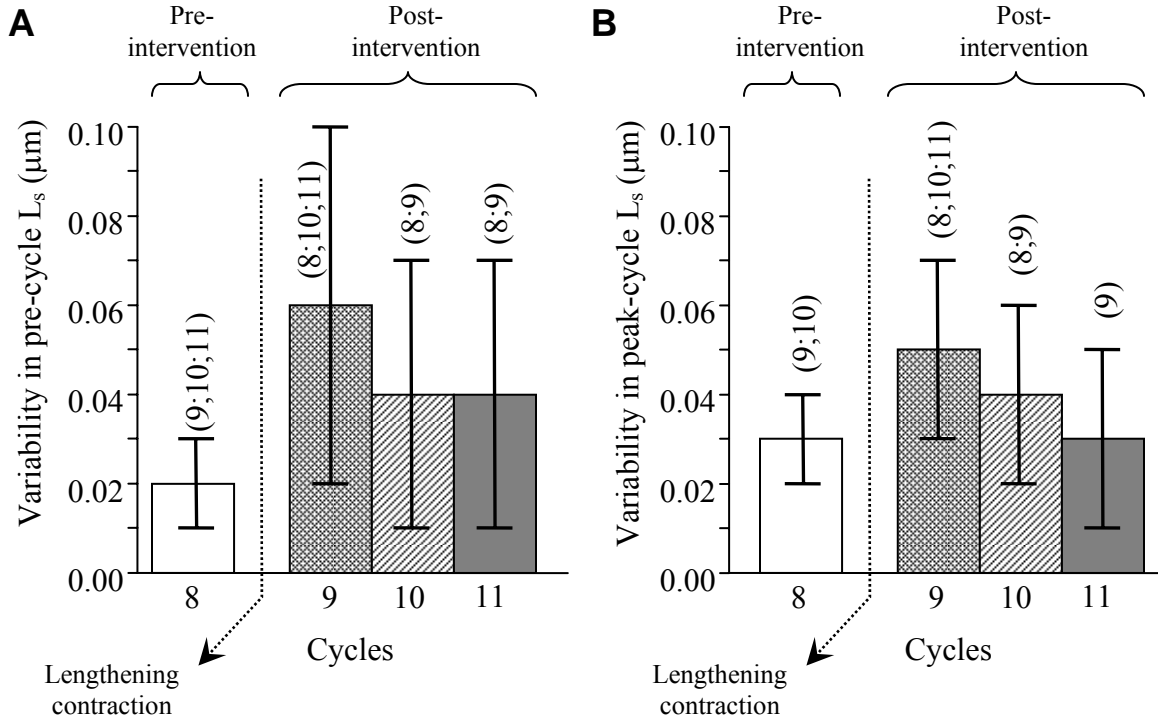 A
Pre-
intervention
Post-
intervention
Variability in pre-cycle Ls (μm)
0.10
0.08
0.06
0.04
0.02
0.00
(9;10;11)
(8;10;11)
(8;9)
(8;9)
8
9
10
11
Cycles
Lengthening
contraction
B
Pre-
intervention
Post-
intervention
Variability in peak-cycle Ls (μm)
0.10
0.08
0.06
0.04
0.02
0.00
(9;10)
(8;10;11)
(8;9)
(9)
8
9
10
11
Cycles
Lengthening
contraction